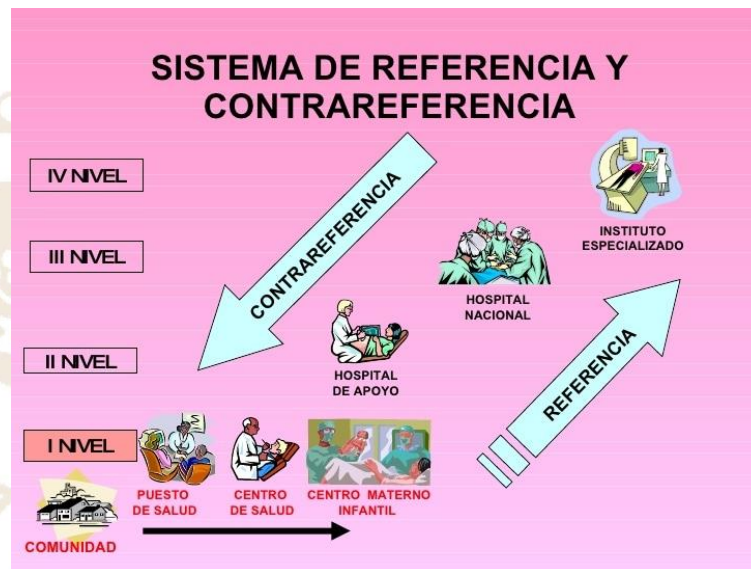 SISTEMA DE REFERENCIA Y
CONTRAREFERENCIA
IV NIVEL
CONTRAREFERENCIA
INSTITUTO
ESPECIALIZADO
III NIVEL
HOSPITAL
NACIONAL
II NIVEL
HOSPITAL
DE APOYO
REFERENCIA
I NIVEL
PUESTO
DE SALUD
CENTRO
DE SALUD
CENTRO MATERNO
INFANTIL
COMUNIDAD